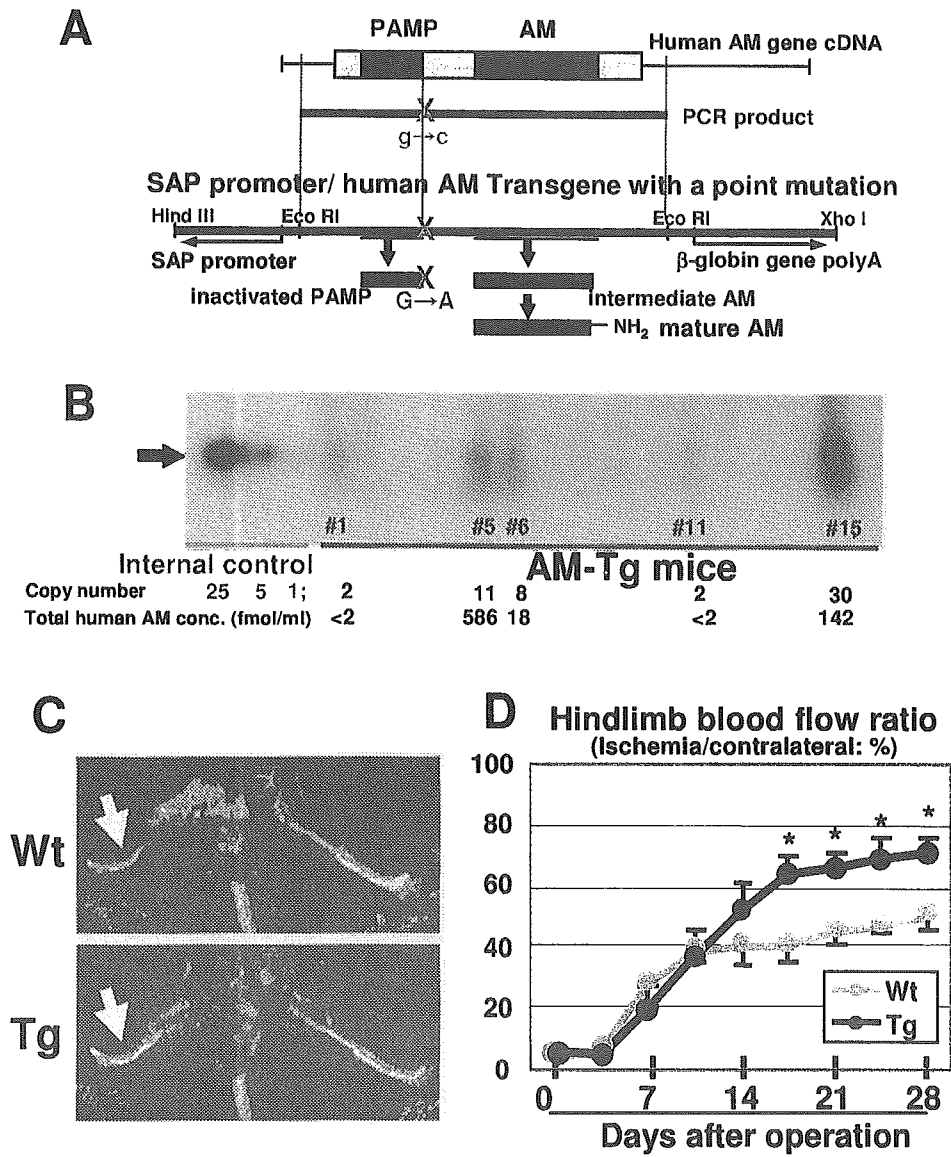 A
PAMP AM
Human AM gene cDNA
PCR product
g→c
SAP promoter/ human AM Transgene with a point mutation
Hind III Eco RI Eco RI Xho I
SAP promoter β-globin gene polyA
inactivated PAMP G→A intermediate AM
NH2 mature AM
B
#1 #5 #6 #11 #15
Internal control AM-Tg mice
Copy number 25 5 1; 2 11 8 2 30
Total human AM conc. (fmol/ml) <2 586 18 <2 142
C
Wt
Tg
D
Hindlimb blood flow ratio
(Ischemia/contralateral: %)
100
80
60
40
20
0
* * * *
Wt
Tg
0 7 14 21 28
Days after operation